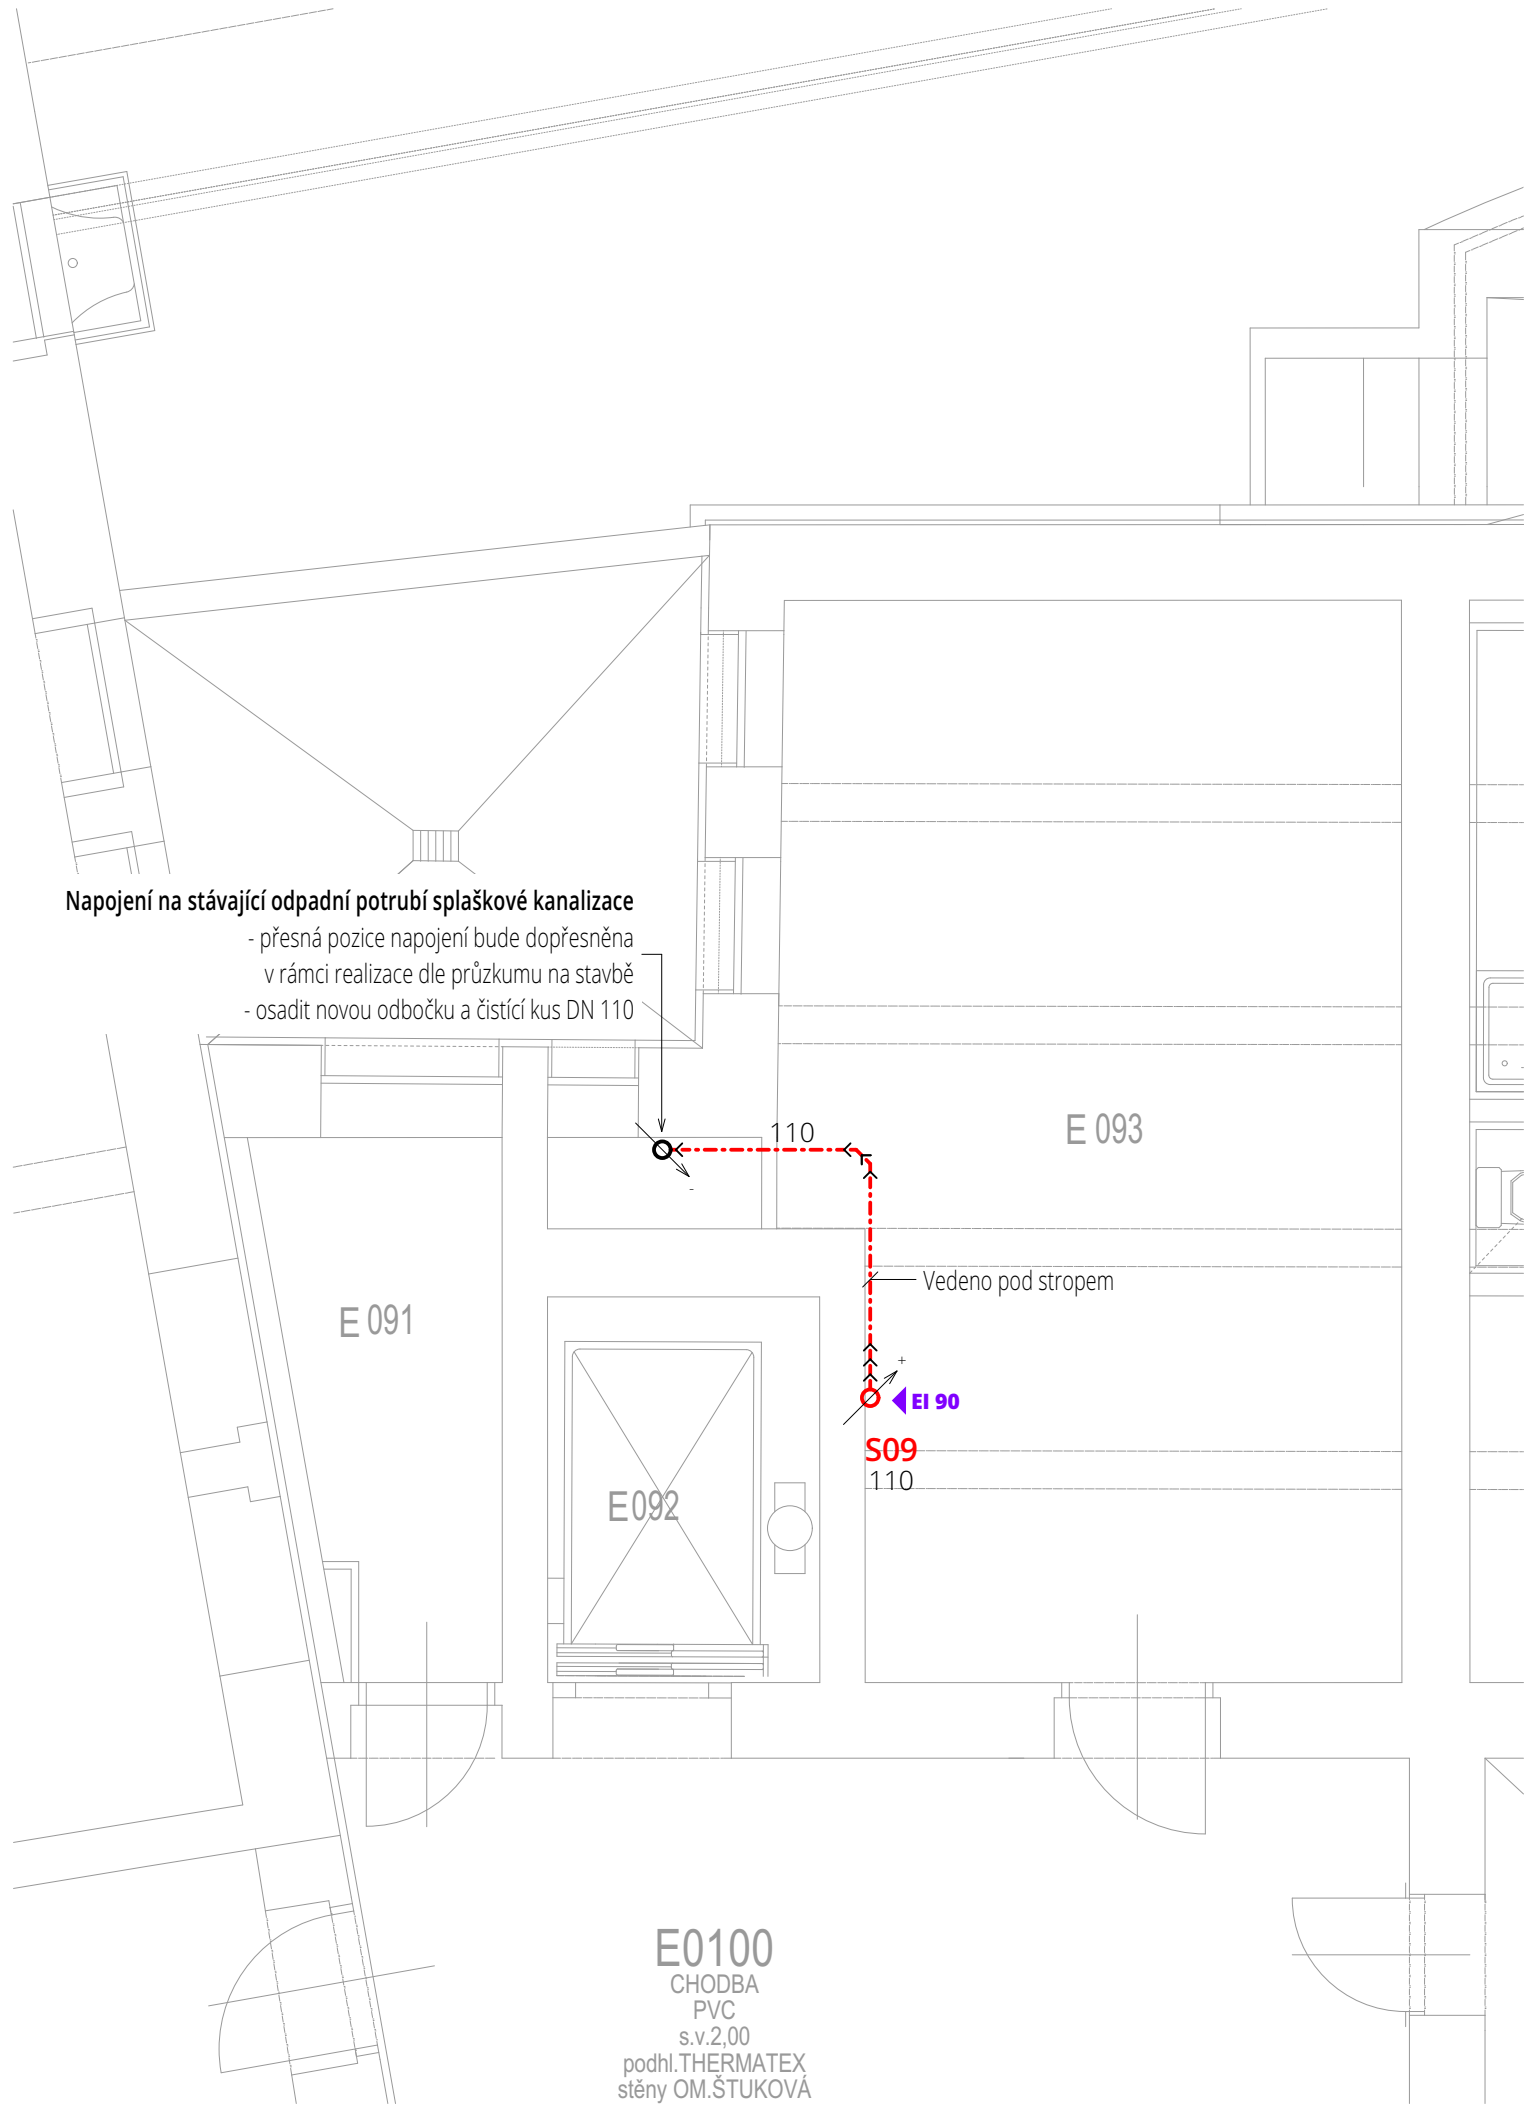 Napojení na stávající odpadní potrubí splaškové kanalizace
- přesná pozice napojení bude dopřesněna
v rámci realizace dle průzkumu na stavbě
- osadit novou odbočku a čistící kus DN 110
110
E 093
-
Vedeno pod stropem
E 091
+
EI 90
S09
110
E092
E0100
CHODBA
PVC
s.v.2,00
podhl.THERMATEX
stěny OM.ŠTUKOVÁ